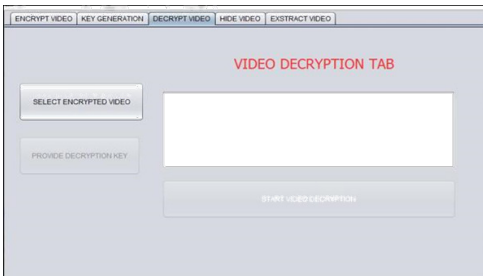 ENCRYPT VIDEO KEY GENERATION DECRYPT VIDEO HIDE VIDEO EXSTRACT VIDEO
VIDEO DECRYPTION TAB
SELECT ENCRYPTED VIDEO
PROVIDE DECRYPTION KEY
START VIDEO DECRYPTION